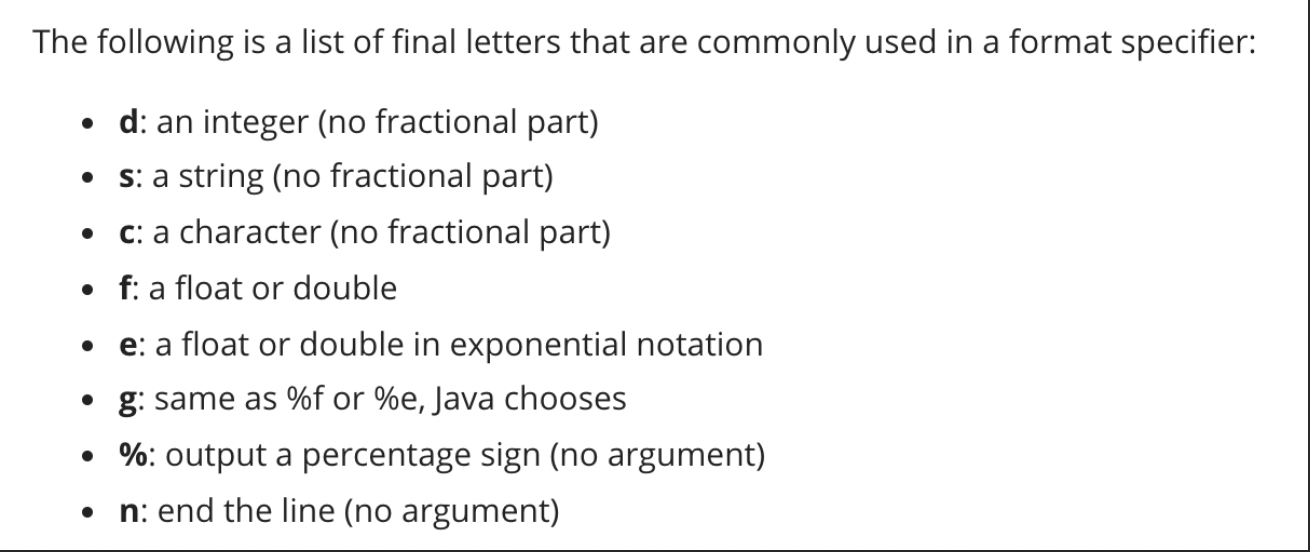 The following is a list of final letters that are commonly used in a format specifier:
• d: an integer (no fractional part)
• s: a string (no fractional part)
• c: a character (no fractional part)
• f: a float or double
• e: a float or double in exponential notation
• g: same as %f or %e, Java chooses
• %: output a percentage sign (no argument)
• n: end the line (no argument)